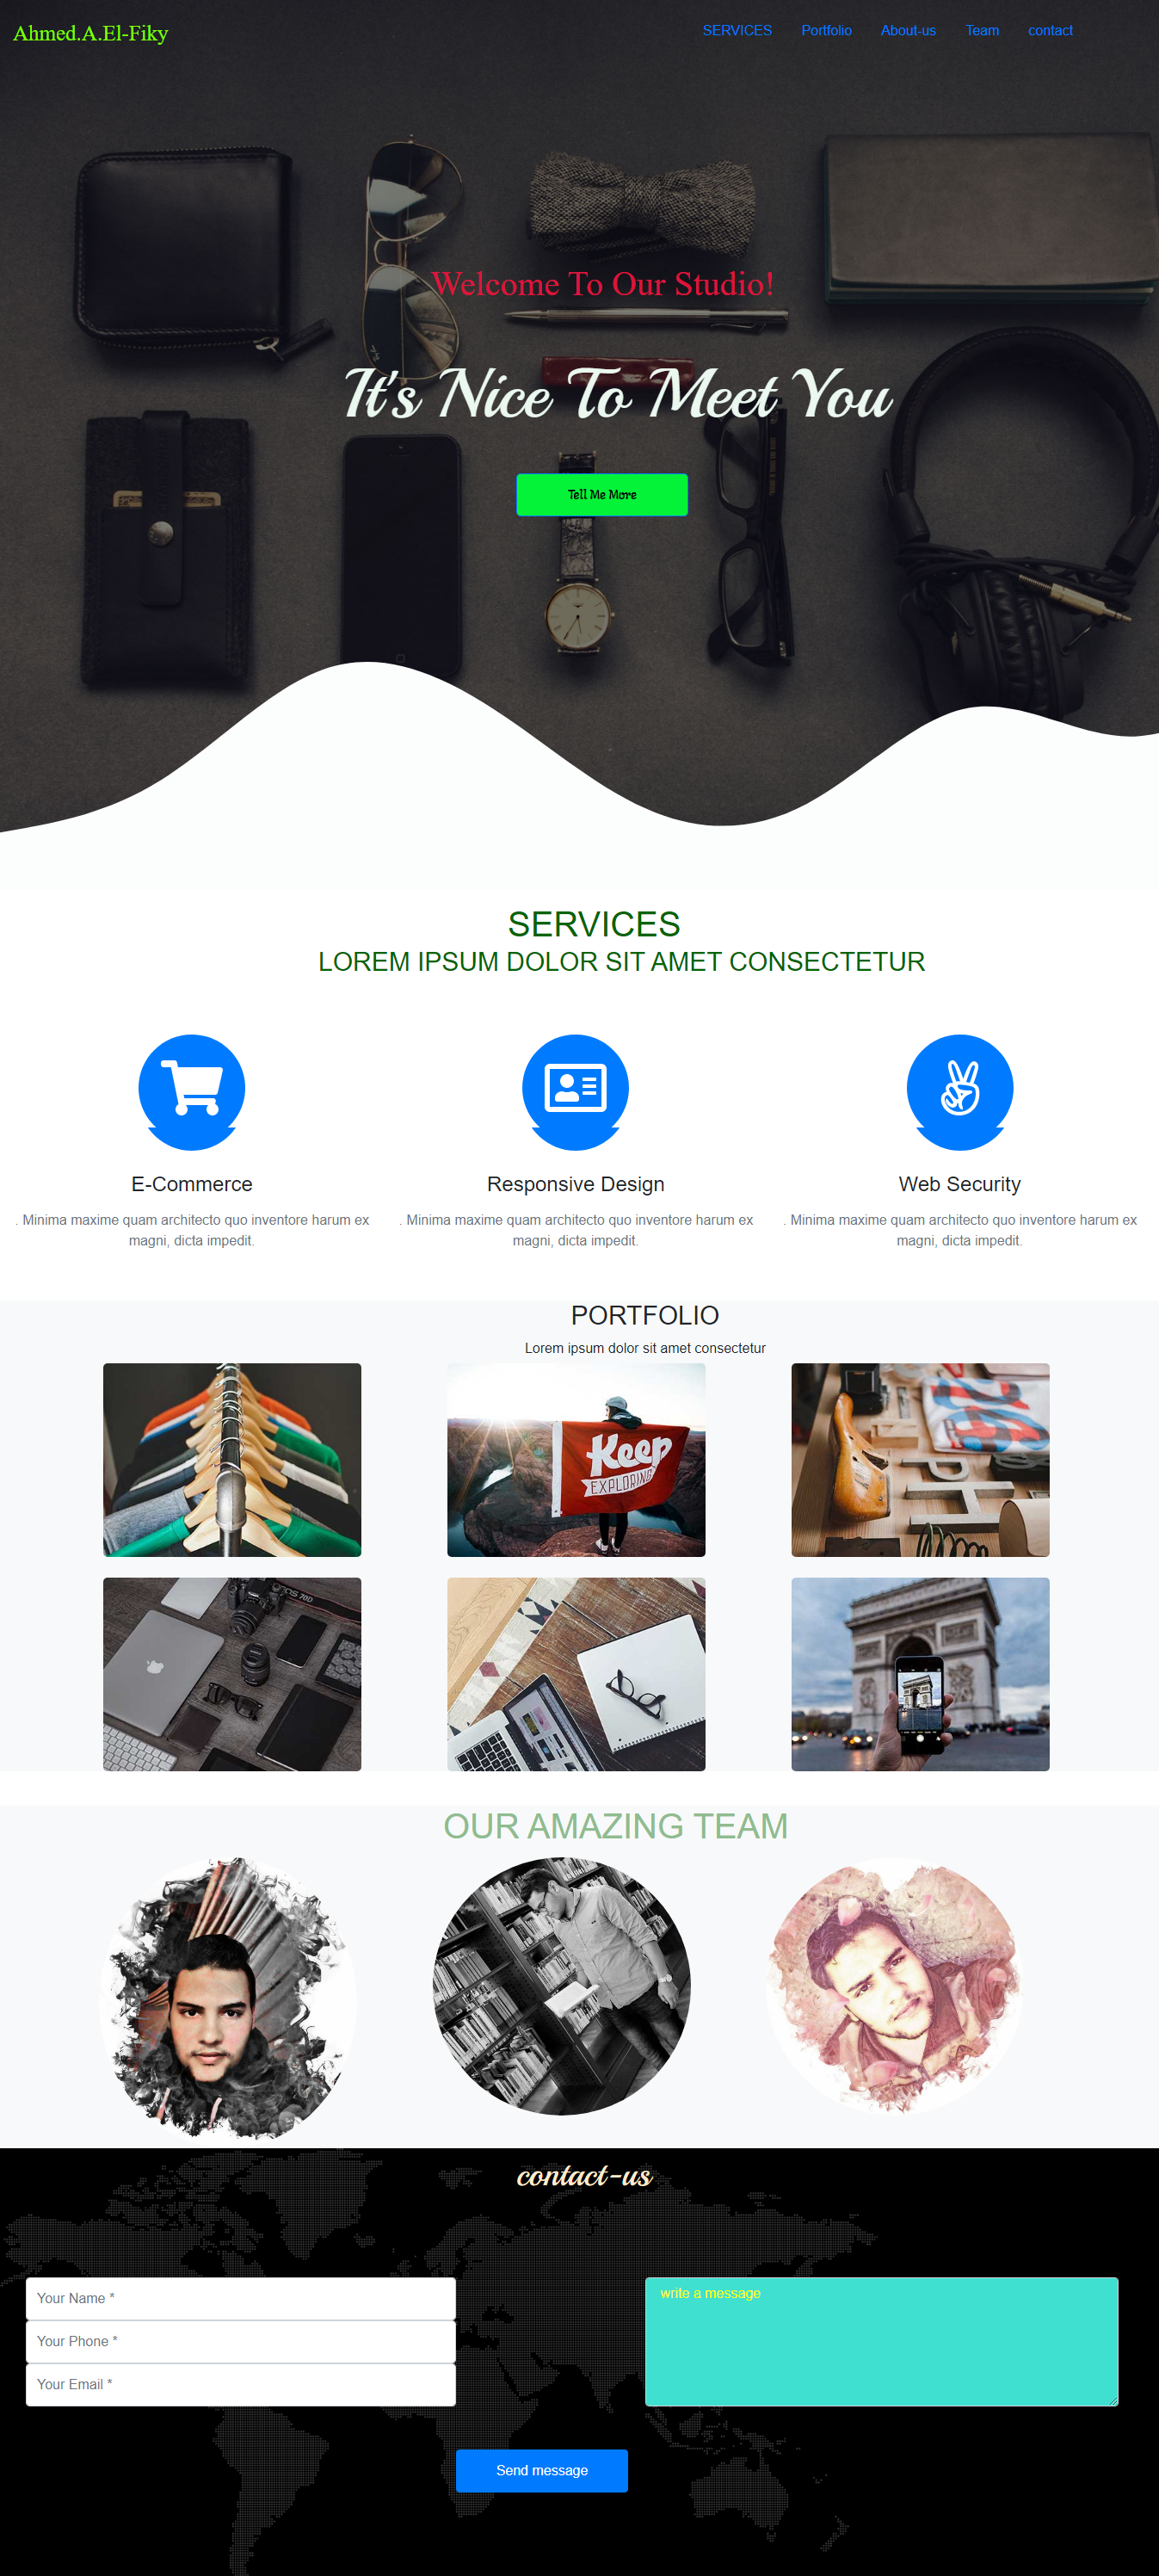 Ahmed.A.El-Fiky
SERVICES Portfolio About-us Team contact
Welcome To Our Studio!
It's Nice To Meet You
Tell Me More
SERVICES
LOREM IPSUM DOLOR SIT AMET CONSECTETUR
E-Commerce
. Minima maxime quam architecto quo inventore harum ex
magni, dicta impedit.
Responsive Design
. Minima maxime quam architecto quo inventore harum ex
magni, dicta impedit.
Web Security
. Minima maxime quam architecto quo inventore harum ex
magni, dicta impedit.
PORTFOLIO
Lorem ipsum dolor sit amet consectetur
Keep
EXPLORING
EOS 70D
OUR AMAZING TEAM
contact-us
Your Name *
Your Phone *
Your Email *
write a message
Send message